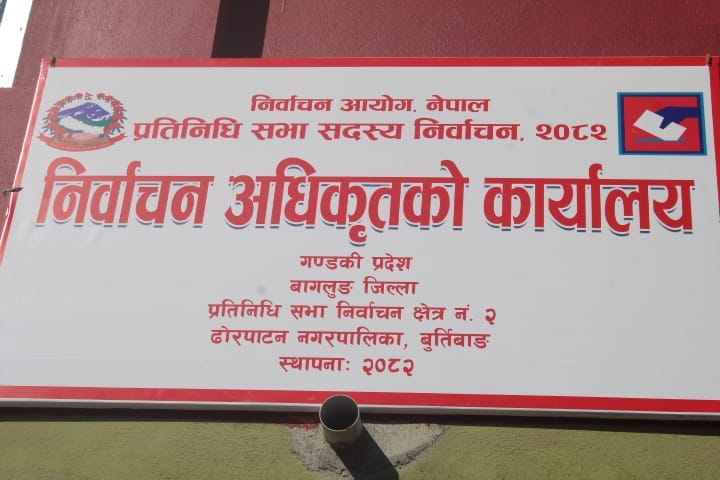 निर्वाचन आयोग, नेपाल
प्रतिनिधि सभा सदस्य निर्वाचन, २०८२
निर्वाचन अधिकृतको कार्यालय
गण्डकी प्रदेश
बागलुङ जिल्ला
प्रतिनिधि सभा निर्वाचन क्षेत्र नं. २
ढोरपाटन नगरपालिका, बुर्तिबाङ
स्थापनाः २०८२